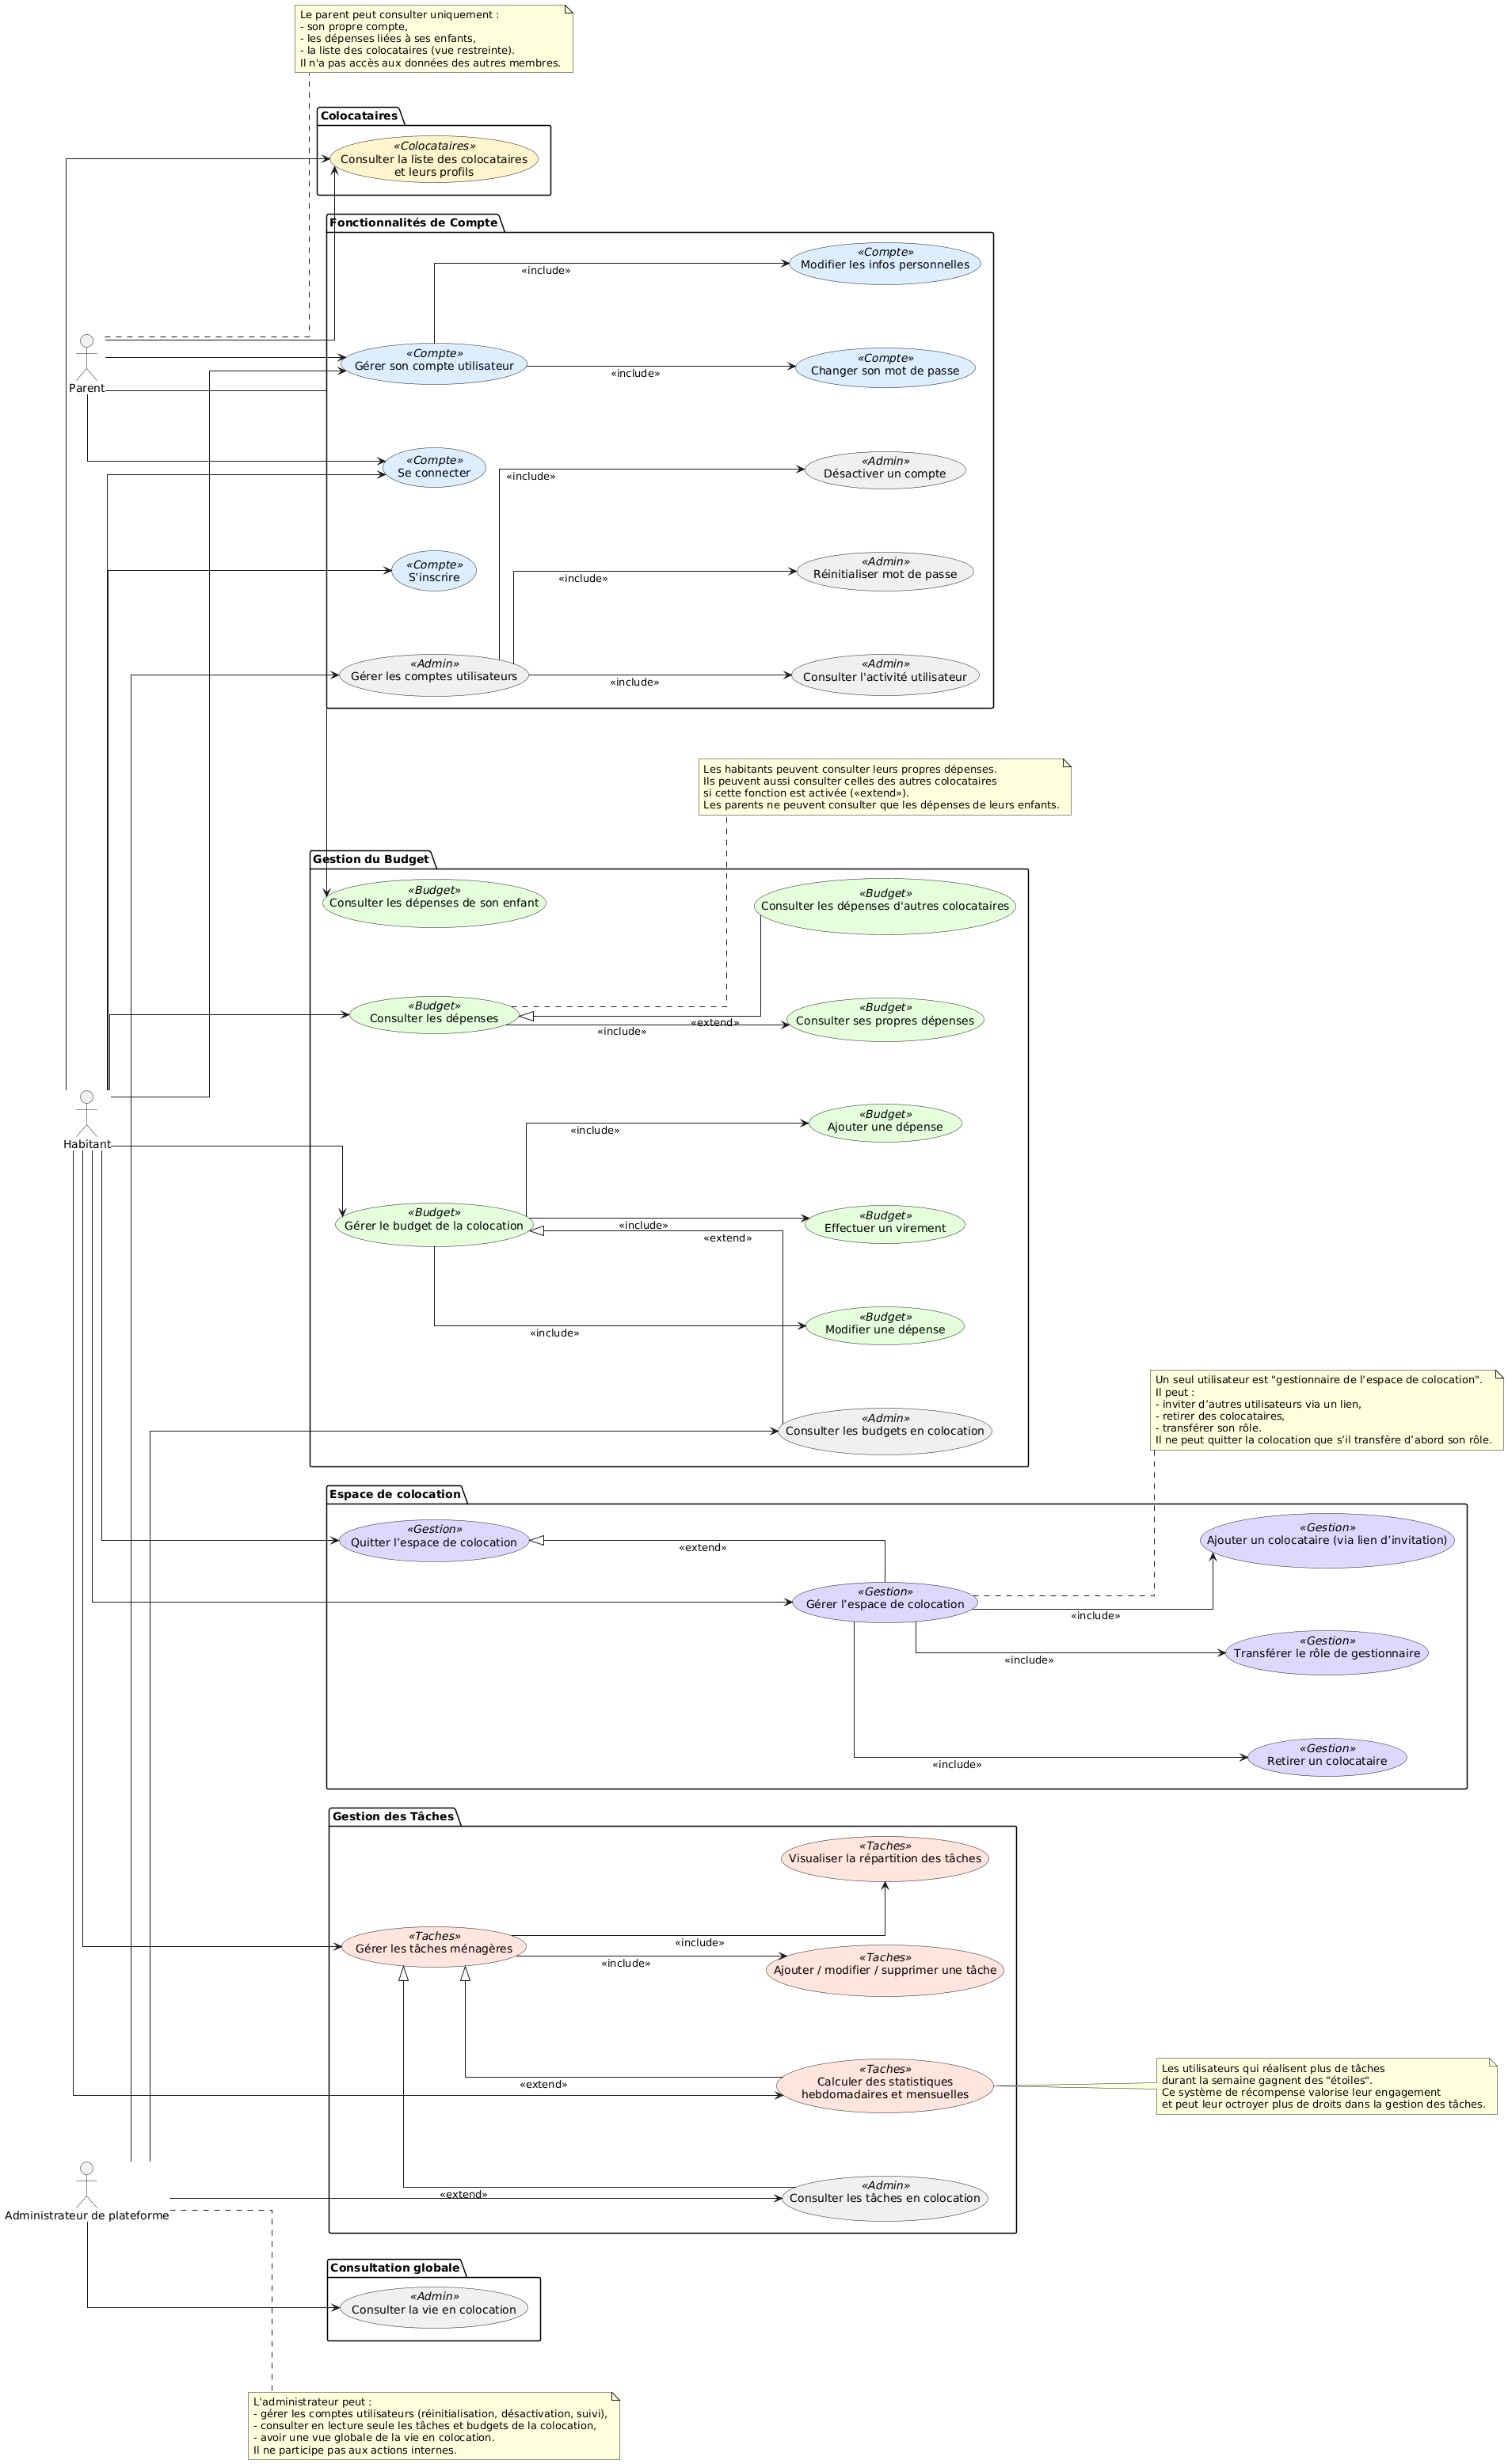 Le parent peut consulter uniquement :
- son propre compte,
- les dépenses liées à ses enfants,
- la liste des colocataires (vue restreinte).
Il n'a pas accès aux données des autres membres.
Colocataires
«Colocataires»
Consulter la liste des colocataires
et leurs profils
Fonctionnalités de Compte
«Compte»
Modifier les infos personnelles
«include»
Parent
«Compte»
Gérer son compte utilisateur
«include»
«Compte»
Changer son mot de passe
«Compte»
Se connecter
«include»
«Admin»
Désactiver un compte
«Compte»
S’inscrire
«include»
«Admin»
Réinitialiser mot de passe
«Admin»
Gérer les comptes utilisateurs
«include»
«Admin»
Consulter l'activité utilisateur
Les habitants peuvent consulter leurs propres dépenses.
Ils peuvent aussi consulter celles des autres colocataires
si cette fonction est activée («extend»).
Les parents ne peuvent consulter que les dépenses de leurs enfants.
Gestion du Budget
«Budget»
Consulter les dépenses de son enfant
«Budget»
Consulter les dépenses d'autres colocataires
«Budget»
Consulter les dépenses
«extend»
«include»
«Budget»
Consulter ses propres dépenses
Habitant
«include»
«Budget»
Ajouter une dépense
«Budget»
Gérer le budget de la colocation
«include»
«extend»
«Budget»
Effectuer un virement
«include»
«Budget»
Modifier une dépense
«Admin»
Consulter les budgets en colocation
Un seul utilisateur est "gestionnaire de l’espace de colocation".
Il peut :
- inviter d’autres utilisateurs via un lien,
- retirer des colocataires,
- transférer son rôle.
Il ne peut quitter la colocation que s’il transfère d’abord son rôle.
Espace de colocation
«Gestion»
Quitter l’espace de colocation
«extend»
«Gestion»
Ajouter un colocataire (via lien d’invitation)
«Gestion»
Gérer l’espace de colocation
«include»
«include»
«Gestion»
Transférer le rôle de gestionnaire
«include»
«Gestion»
Retirer un colocataire
Gestion des Tâches
«Taches»
Visualiser la répartition des tâches
«Taches»
Gérer les tâches ménagères
«include»
«include»
«Taches»
Ajouter / modifier / supprimer une tâche
«extend»
«Taches»
Calculer des statistiques
hebdomadaires et mensuelles
Les utilisateurs qui réalisent plus de tâches
durant la semaine gagnent des "étoiles".
Ce système de récompense valorise leur engagement
et peut leur octroyer plus de droits dans la gestion des tâches.
Administrateur de plateforme
«extend»
«Admin»
Consulter les tâches en colocation
Consultation globale
«Admin»
Consulter la vie en colocation
L’administrateur peut :
- gérer les comptes utilisateurs (réinitialisation, désactivation, suivi),
- consulter en lecture seule les tâches et budgets de la colocation,
- avoir une vue globale de la vie en colocation.
Il ne participe pas aux actions internes.